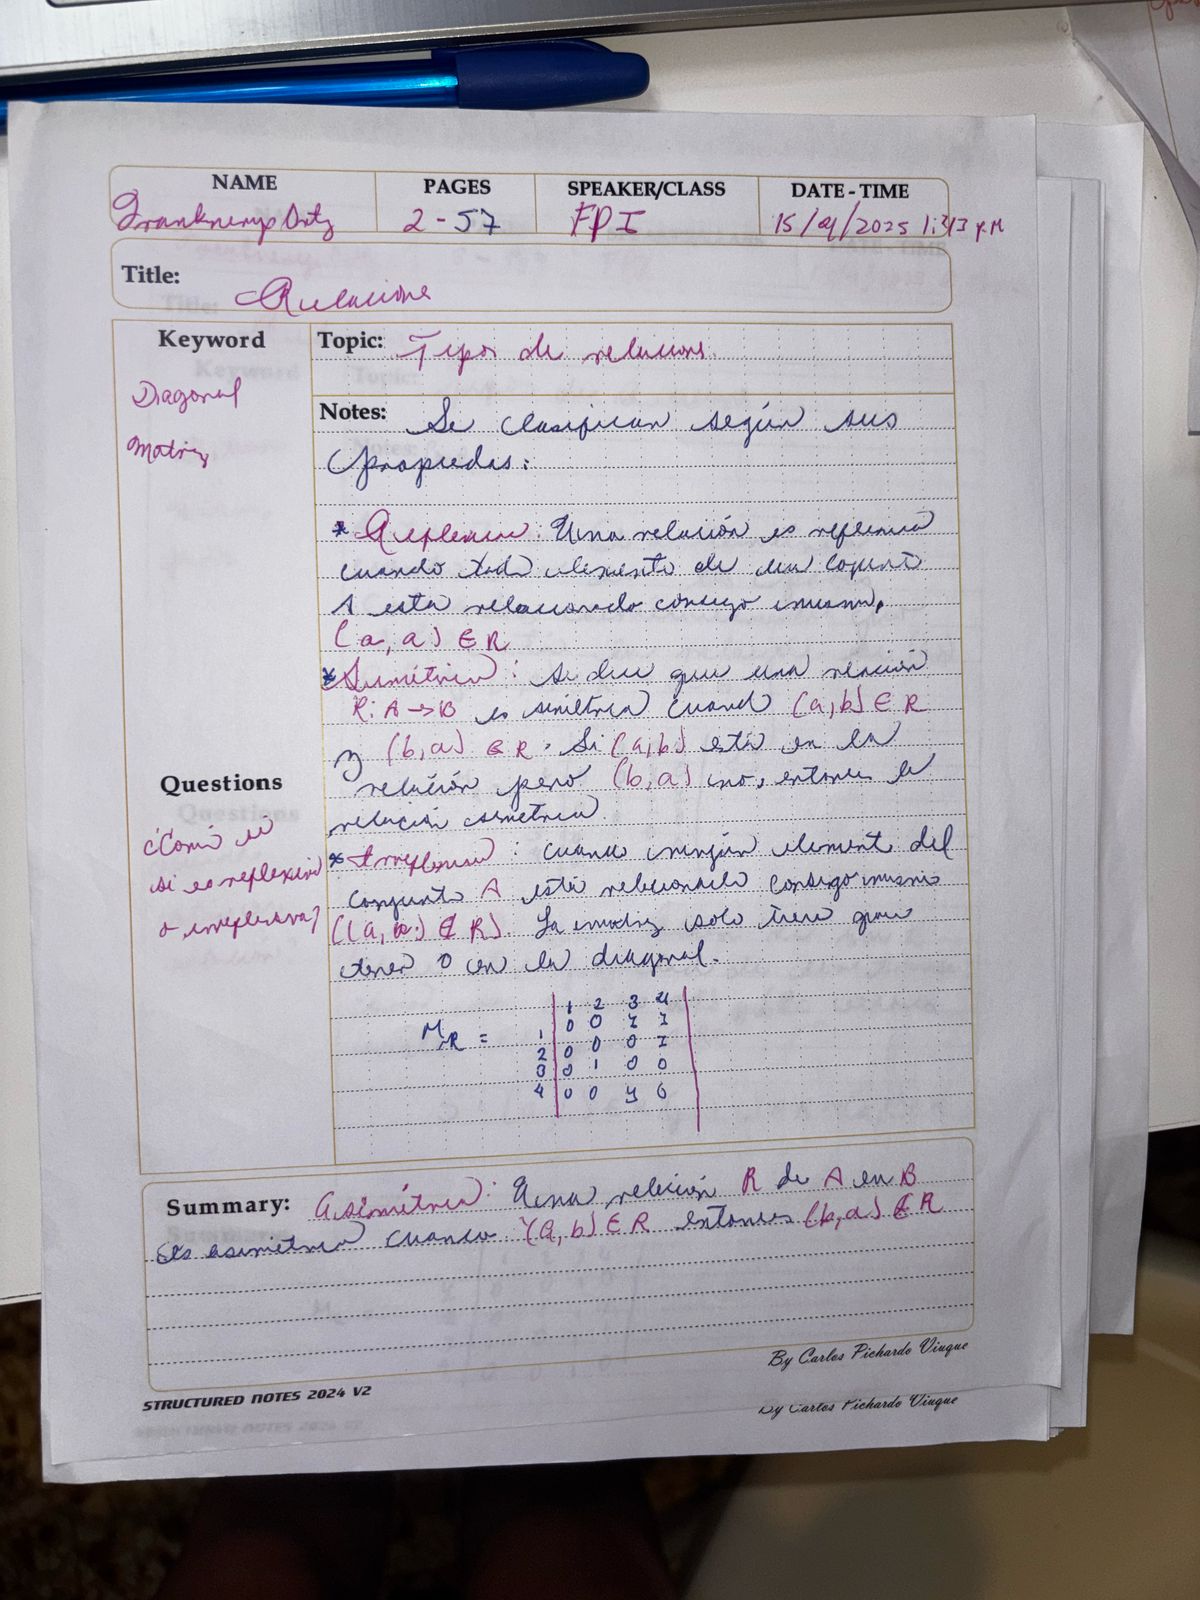 NAME
PAGES
SPEAKER/CLASS
DATE - TIME
2 - 57
FPI
15/9/2025 1:43 PM
Title: Relaciones
Keyword
Diagonal
Matriz
Topic: Tipos de relaciones.
Notes: Se clasifican según sus
propiedas:
* Reflexiva: Una relación es reflexiva
cuando todo elemento de un conjunto
A esta relacionado consigo mismo,
(a, a) ∈ R
* Simétrica: Se dice que una relación
R: A → B es simétrica cuando (a,b) ∈ R
y (b,a) ∈ R. Si (a,b) está en la
relación pero (b,a) no, entonces la
relación asimétrica
Questions
¿Como se
si es reflexiva
o irreflexiva?
* Irreflexiva: cuando ningún elemento del
conjunto A está relacionado consigo mismo
((a, a) ∉ R). La matriz solo tiene que
tener 0 en la diagonal.
1 2 3 4
M_R =
1 0 0 1 1
2 0 0 0 1
3 0 1 0 0
4 0 0 1 0
Summary: Asimétrica: Una relación R de A en B
Es asimétrica cuando (a,b) ∈ R entonces (b,a) ∉ R
By Carlos Pichardo Viuque
STRUCTURED NOTES 2024 V2
By Carlos Pichardo Viuque